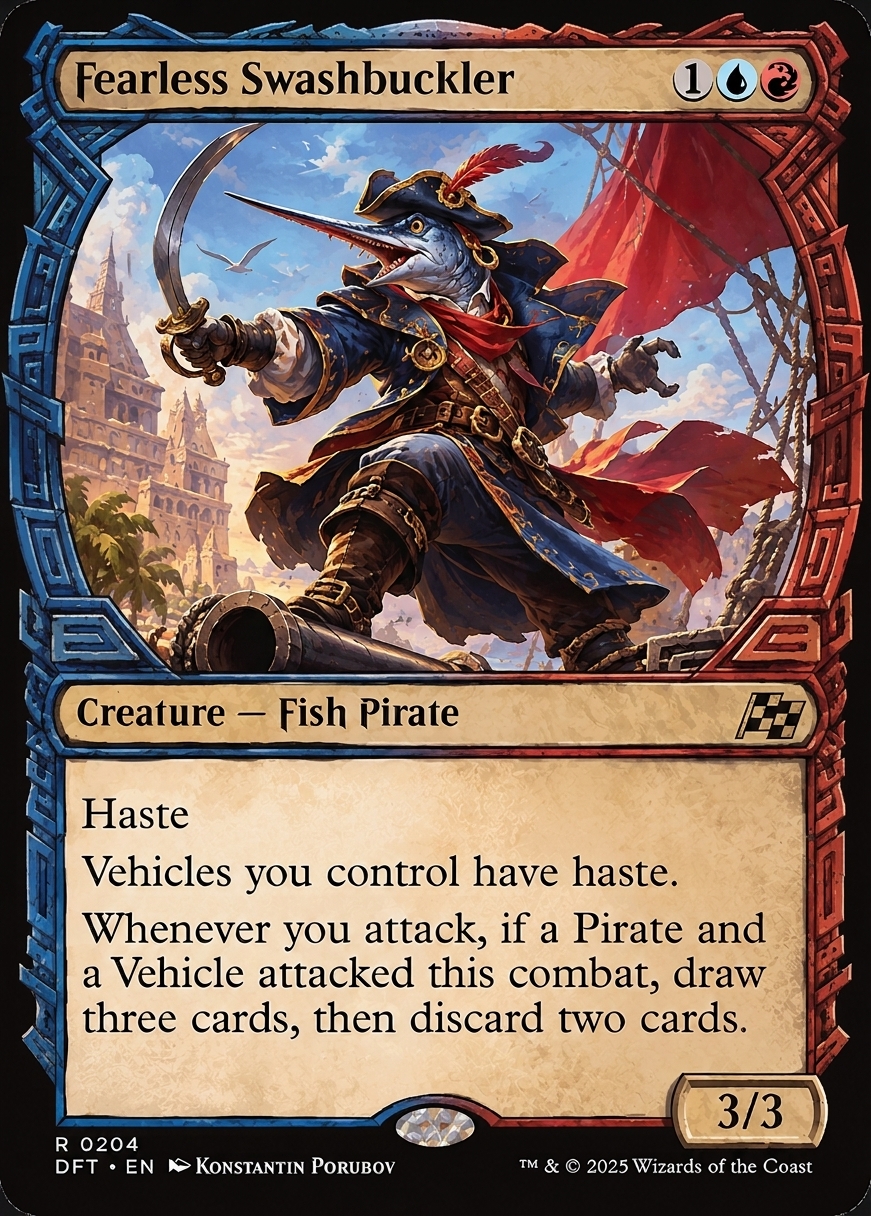 Fearless Swashbuckler 1
Creature — Fish Pirate
Haste
Vehicles you control have haste.
Whenever you attack, if a Pirate and
a Vehicle attacked this combat, draw
three cards, then discard two cards.
3/3
R 0204
DFT • EN Konstantin Porubov ™ & © 2025 Wizards of the Coast